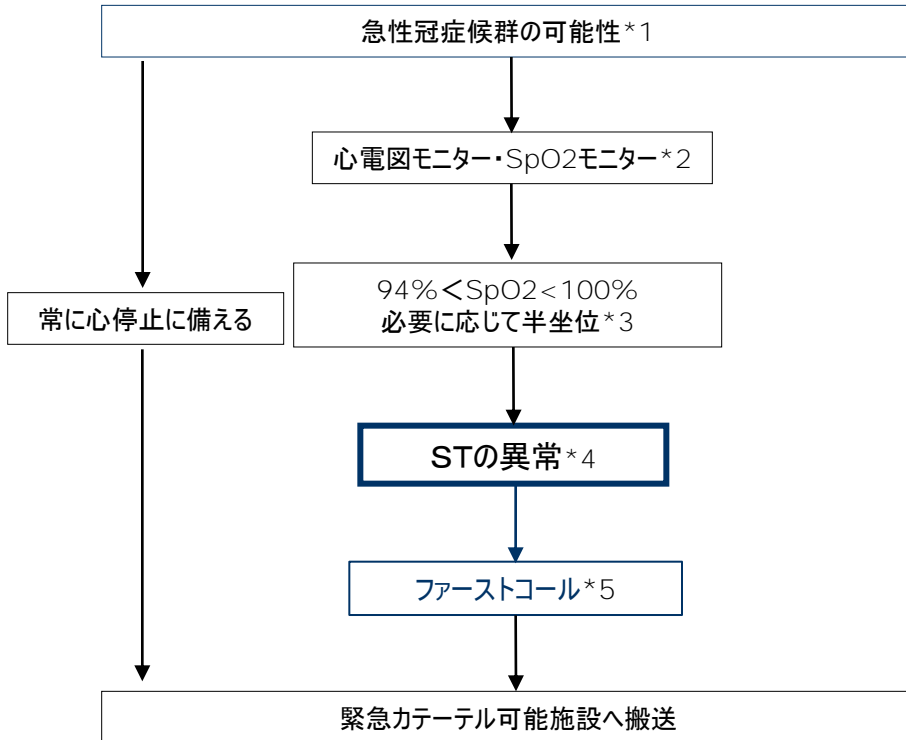 急性冠症候群の可能性*1
心電図モニター・SpO2モニター*2
常に心停止に備える
94%<SpO2<100%
必要に応じて半坐位*3
STの異常*4
ファーストコール*5
緊急カテーテル可能施設へ搬送